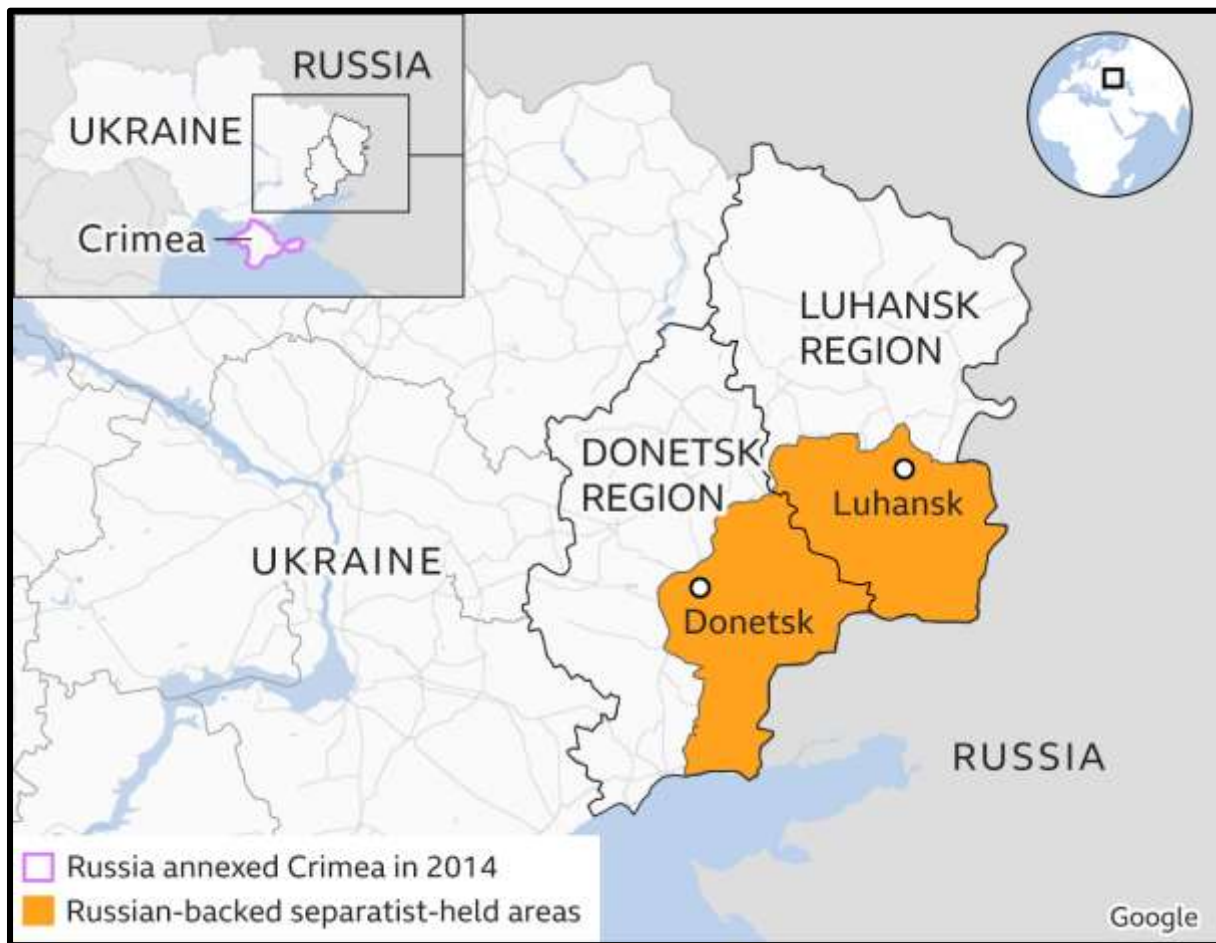 RUSSIA
UKRAINE
Crimea
LUHANSK
REGION
DONETSK
REGION
Luhansk
UKRAINE
Donetsk
RUSSIA
Russia annexed Crimea in 2014
Russian-backed separatist-held areas
Google